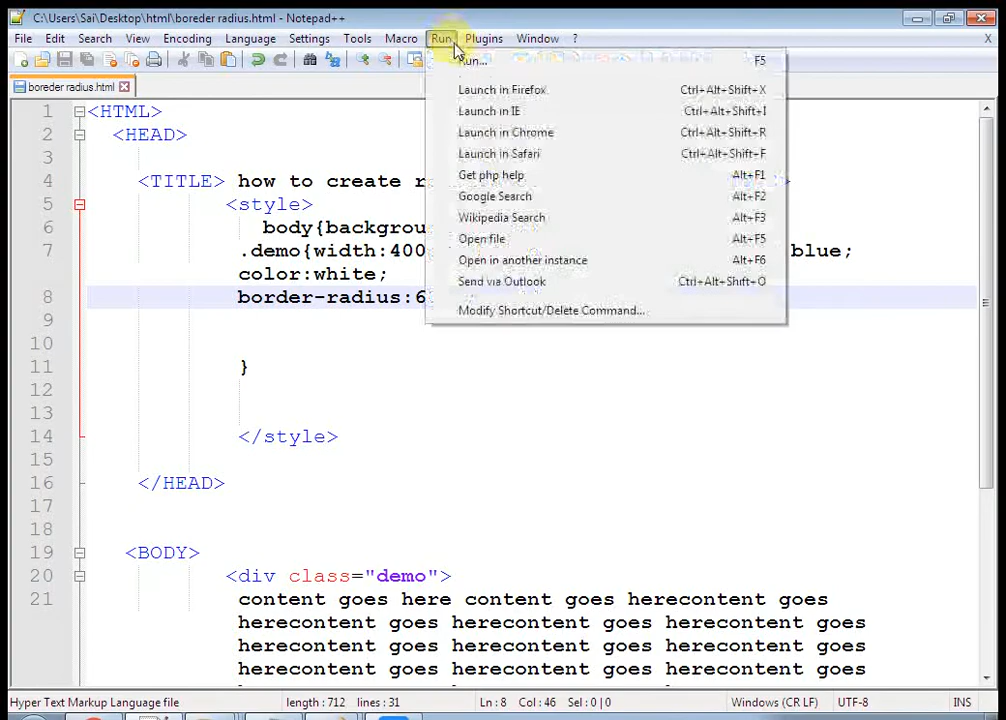 C:\Users\Sai\Desktop\html\boreder radius.html - Notepad++
File Edit Search View Encoding Language Settings Tools Macro Run Plugins Window ? X
boreder radius.html
Run... F5
Launch in Firefox Ctrl+Alt+Shift+X
Launch in IE Ctrl+Alt+Shift+I
Launch in Chrome Ctrl+Alt+Shift+R
Launch in Safari Ctrl+Alt+Shift+F
Get php help Alt+F1
Google Search Alt+F2
Wikipedia Search Alt+F3
Open file Alt+F5
Open in another instance Alt+F6
Send via Outlook Ctrl+Alt+Shift+O
Modify Shortcut/Delete Command...
1 <HTML>
2 <HEAD>
3
4 <TITLE> how to create
5 <style>
6 body{backgrou
7 .demo{width:400 blue;
color:white;
8 border-radius:6
9
10
11 }
12
13
14 </style>
15
16 </HEAD>
17
18
19 <BODY>
20 <div class="demo">
21 content goes here content goes herecontent goes
herecontent goes herecontent goes herecontent goes
herecontent goes herecontent goes herecontent goes
herecontent goes herecontent goes herecontent goes
Hyper Text Markup Language file length : 712 lines : 31 Ln : 8 Col : 46 Sel : 0 | 0 Windows (CR LF) UTF-8 INS